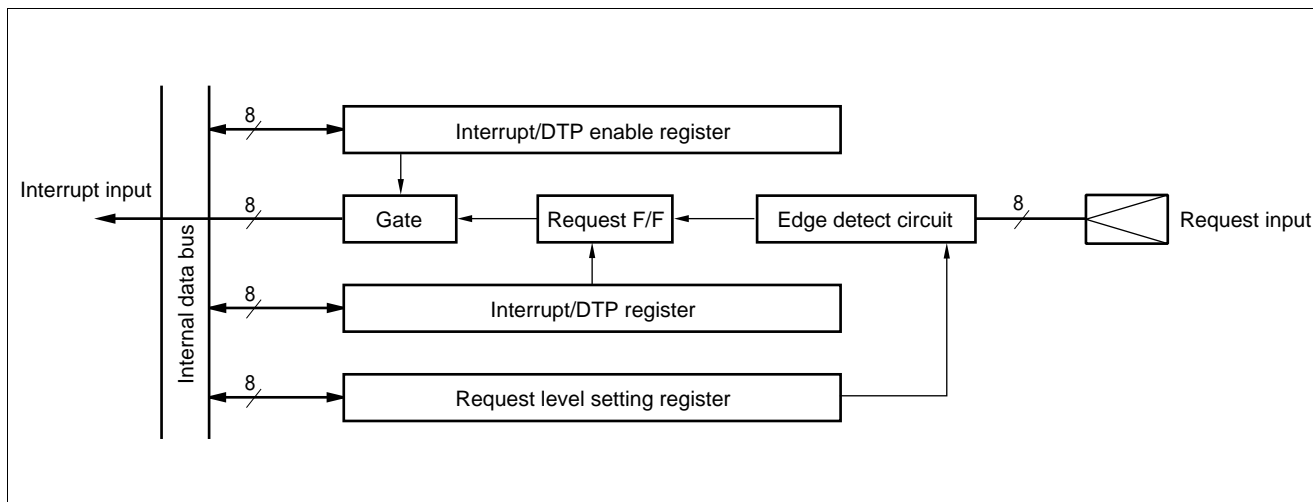 8
Interrupt/DTP enable register
Interrupt input
8
Gate
Request F/F
Edge detect circuit
8
Request input
Internal data bus
8
Interrupt/DTP register
8
Request level setting register